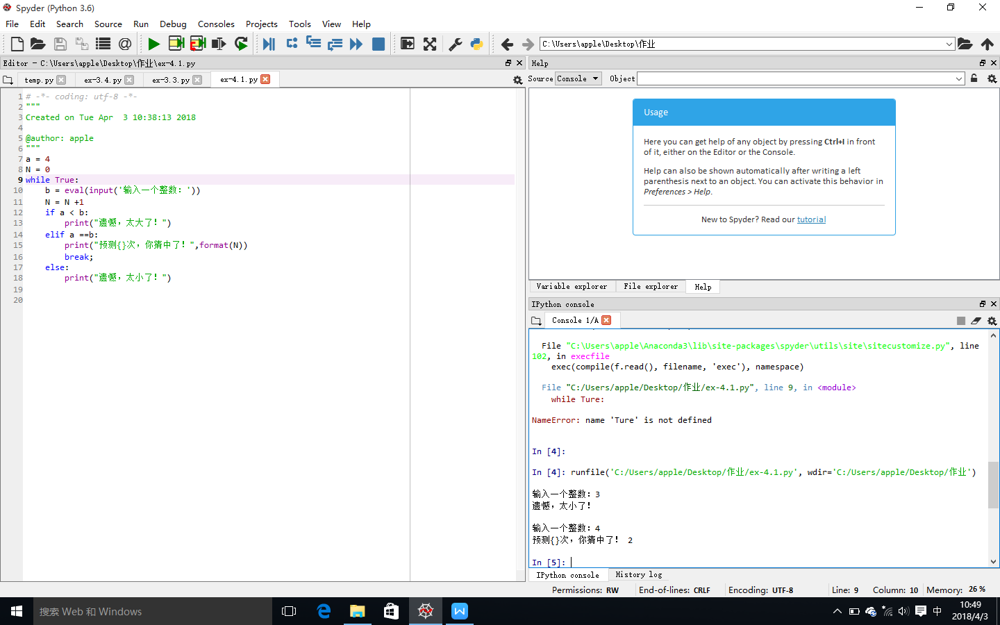 Spyder (Python 3.6)
File Edit Search Source Run Debug Consoles Projects Tools View Help
C:\Users\apple\Desktop\作业
Editor - C:\Users\apple\Desktop\作业\ex-4.1.py
temp.py ex-3.4.py ex-3.3.py ex-4.1.py
1 # -*- coding: utf-8 -*-
2 """
3 Created on Tue Apr  3 10:38:13 2018
4
5 @author: apple
6 """
7 a = 4
8 N = 0
9 while True:
10     b = eval(input('输入一个整数：'))
11     N = N +1
12     if a < b:
13         print("遗憾，太大了！")
14     elif a ==b:
15         print("预测{}次，你猜中了！",format(N))
16         break;
17     else:
18         print("遗憾，太小了！")
19
20
Help
Source Console Object
Usage
Here you can get help of any object by pressing Ctrl+I in front
of it, either on the Editor or the Console.
Help can also be shown automatically after writing a left
parenthesis next to an object. You can activate this behavior in
Preferences > Help.
New to Spyder? Read our tutorial
Variable explorer File explorer Help
IPython console
Console 1/A
File "C:\Users\apple\Anaconda3\lib\site-packages\spyder\utils\site\sitecustomize.py", line
102, in execfile
exec(compile(f.read(), filename, 'exec'), namespace)
File "C:/Users/apple/Desktop/作业/ex-4.1.py", line 9, in <module>
while Ture:
NameError: name 'Ture' is not defined
In [4]:
In [4]: runfile('C:/Users/apple/Desktop/作业/ex-4.1.py', wdir='C:/Users/apple/Desktop/作业')
输入一个整数：3
遗憾，太小了！
输入一个整数：4
预测{}次，你猜中了！ 2
In [5]:
IPython console History log
Permissions: RW End-of-lines: CRLF Encoding: UTF-8 Line: 9 Column: 10 Memory: 26 %
搜索 Web 和 Windows
中
10:49
2018/4/3